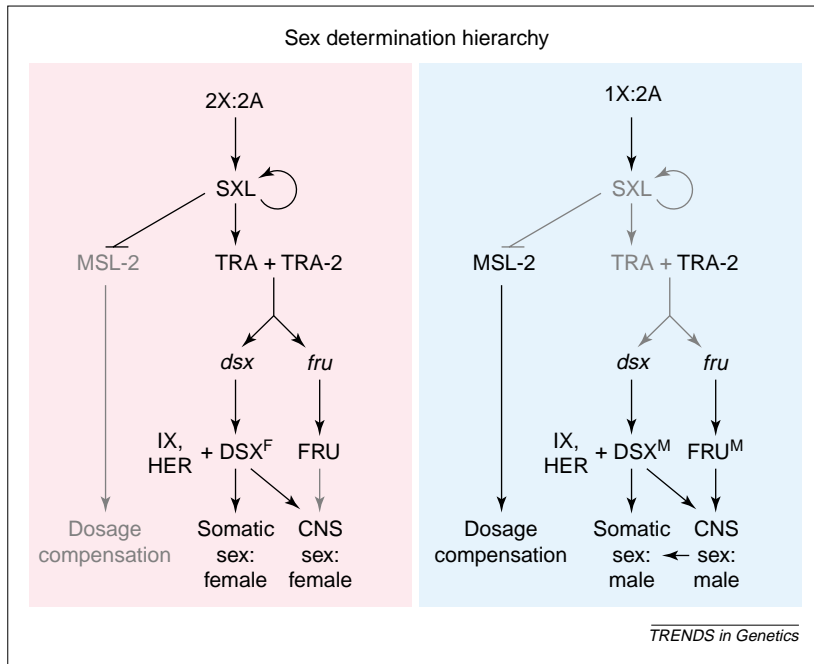 Sex determination hierarchy
2X:2A
SXL
MSL-2
TRA + TRA-2
dsx
fru
IX,
HER
+ DSXF
FRU
Dosage
compensation
Somatic
sex:
female
CNS
sex:
female
1X:2A
SXL
MSL-2
TRA + TRA-2
dsx
fru
IX,
HER
+ DSXM
FRUM
Dosage
compensation
Somatic
sex:
male
CNS
sex:
male
TRENDS in Genetics